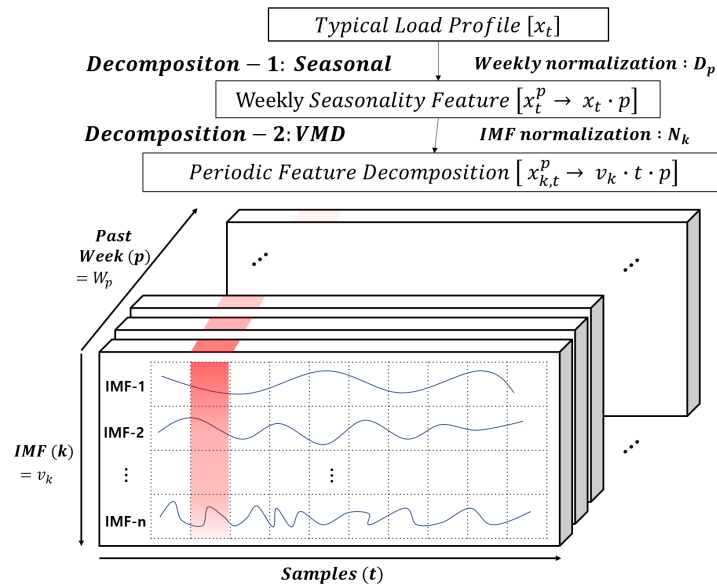 Typical Load Profile [x_t]
Decompositon − 1: Seasonal
Weekly normalization : D_p
Weekly Seasonality Feature [x_t^p → x_t · p]
Decomposition − 2: VMD
IMF normalization : N_k
Periodic Feature Decomposition [ x_{k,t}^p → v_k · t · p]
Past
Week (p)
= W_p
...
...
IMF-1
IMF-2
⋮ ⋮
IMF-n
IMF (k)
= v_k
...
Samples (t)